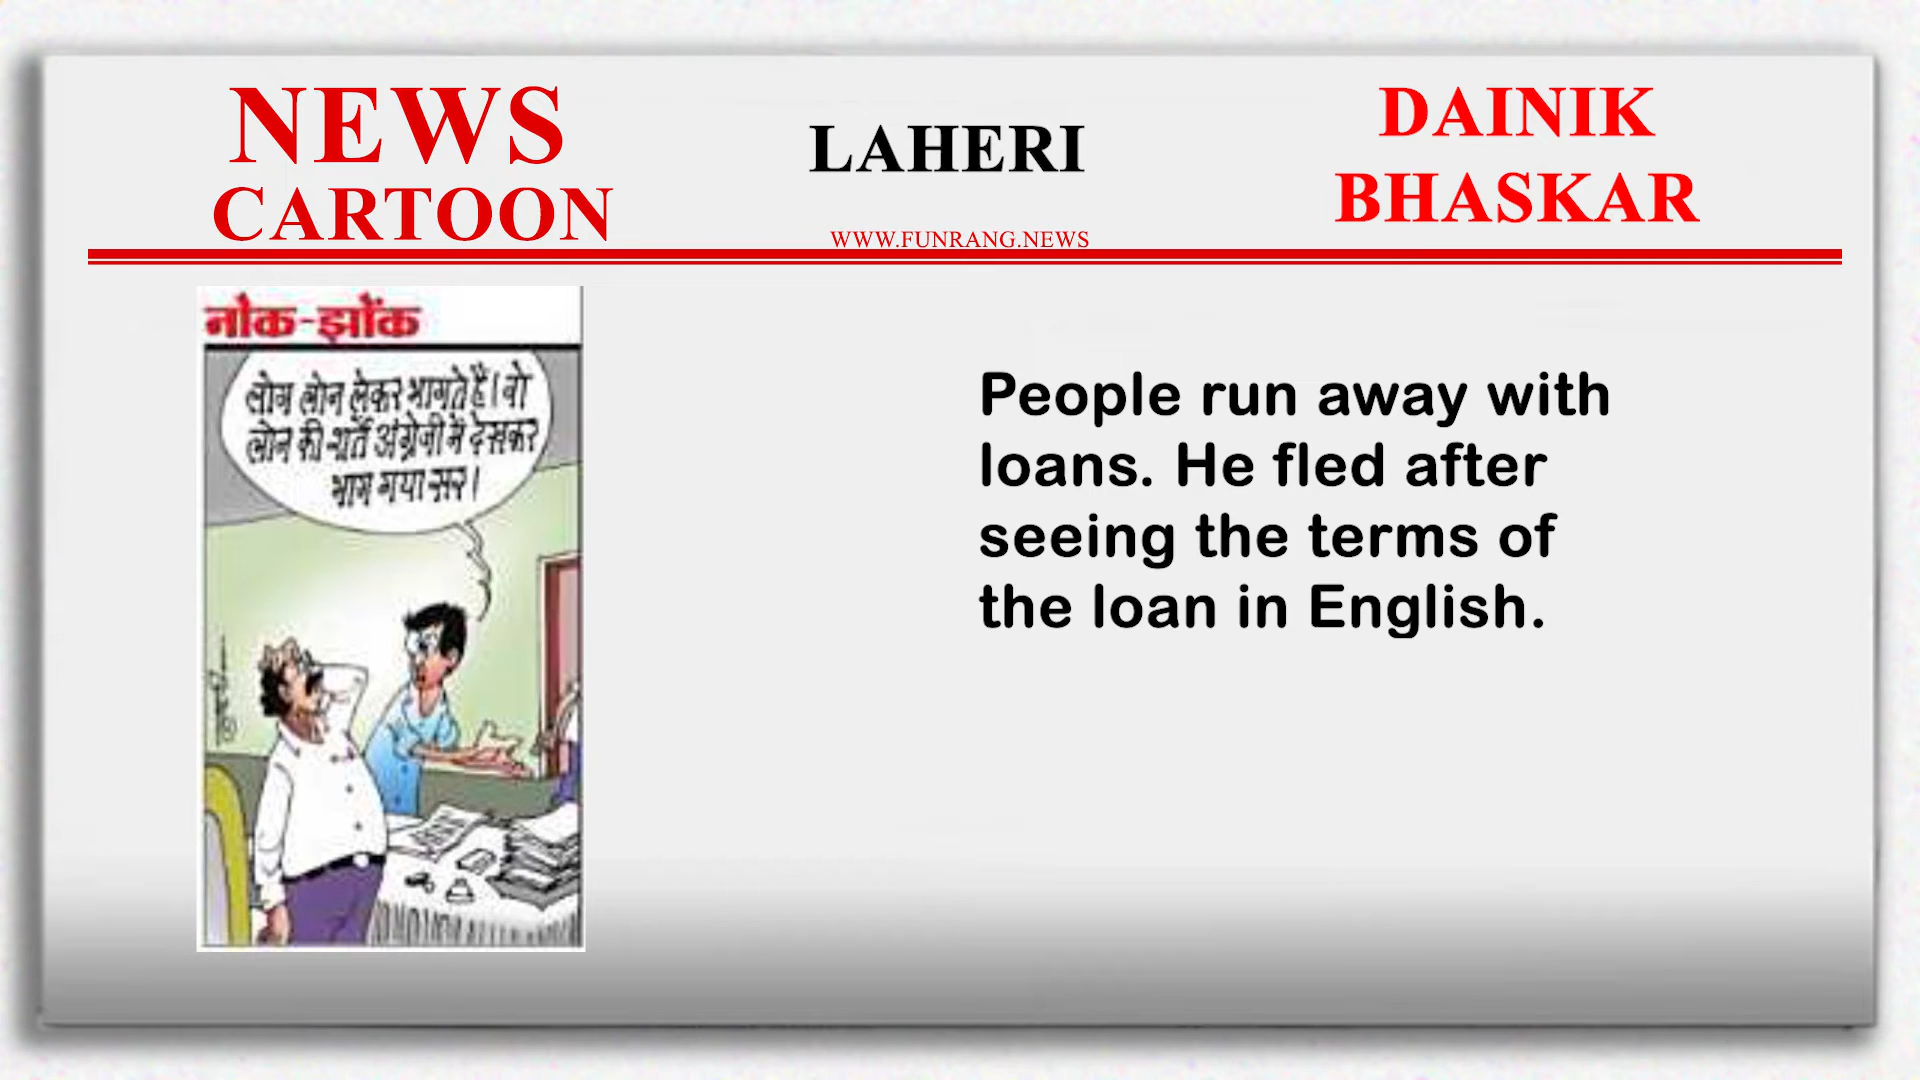 NEWS
CARTOON
LAHERI
WWW.FUNRANG.NEWS
DAINIK
BHASKAR
नोक-झोंक
लोग लोन लेकर भागते हैं। वो
लोन की शर्तें अंग्रेजी में देखकर
भाग गया सर।
People run away with
loans. He fled after
seeing the terms of
the loan in English.